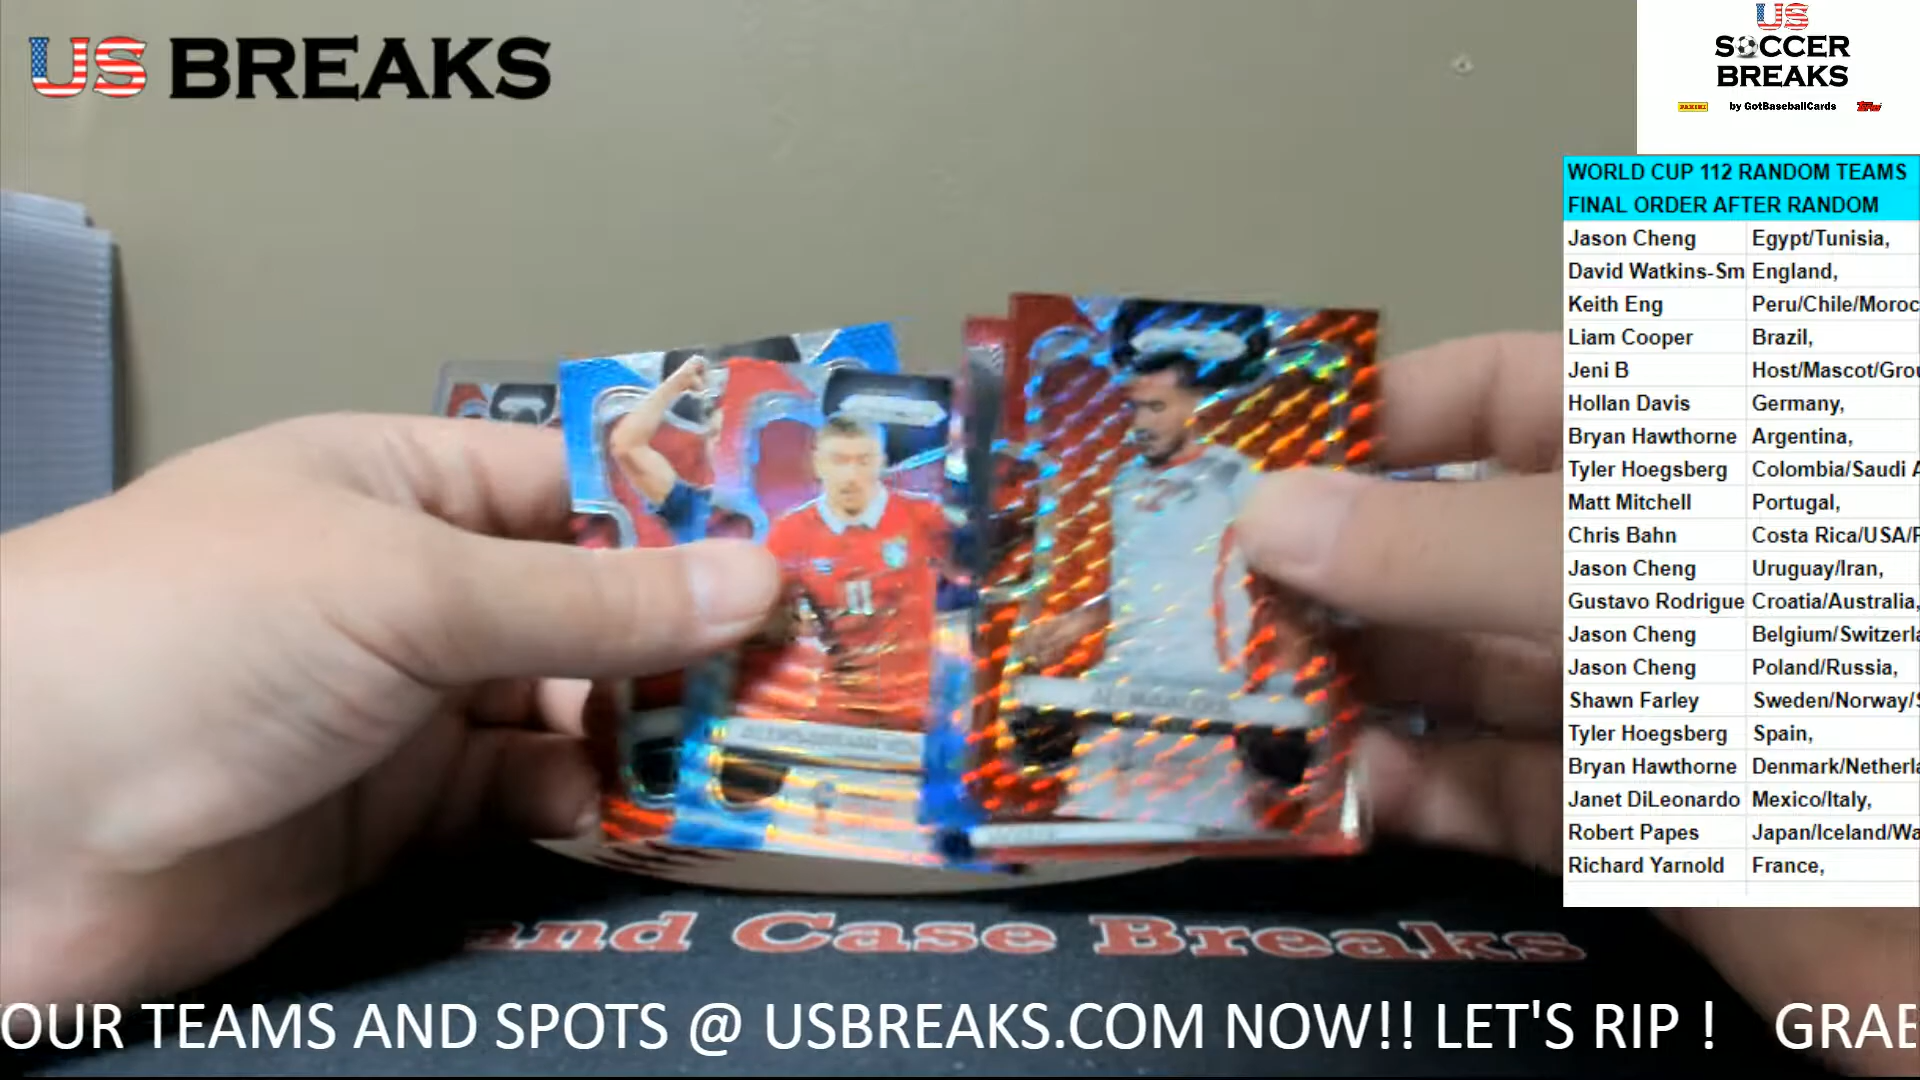 US BREAKS
US
SOCCER
BREAKS
PANINI by GotBaseballCards Topps
WORLD CUP 112 RANDOM TEAMS
FINAL ORDER AFTER RANDOM
Jason Cheng Egypt/Tunisia,
David Watkins-Sm England,
Keith Eng Peru/Chile/Moroc
Liam Cooper Brazil,
Jeni B Host/Mascot/Grou
Hollan Davis Germany,
Bryan Hawthorne Argentina,
Tyler Hoegsberg Colombia/Saudi A
Matt Mitchell Portugal,
Chris Bahn Costa Rica/USA/P
Jason Cheng Uruguay/Iran,
Gustavo Rodrigue Croatia/Australia,
Jason Cheng Belgium/Switzerla
Jason Cheng Poland/Russia,
Shawn Farley Sweden/Norway/S
Tyler Hoegsberg Spain,
Bryan Hawthorne Denmark/Netherla
Janet DiLeonardo Mexico/Italy,
Robert Papes Japan/Iceland/Wa
Richard Yarnold France,
and Case Breaks
OUR TEAMS AND SPOTS @ USBREAKS.COM NOW!! LET'S RIP ! GRAB